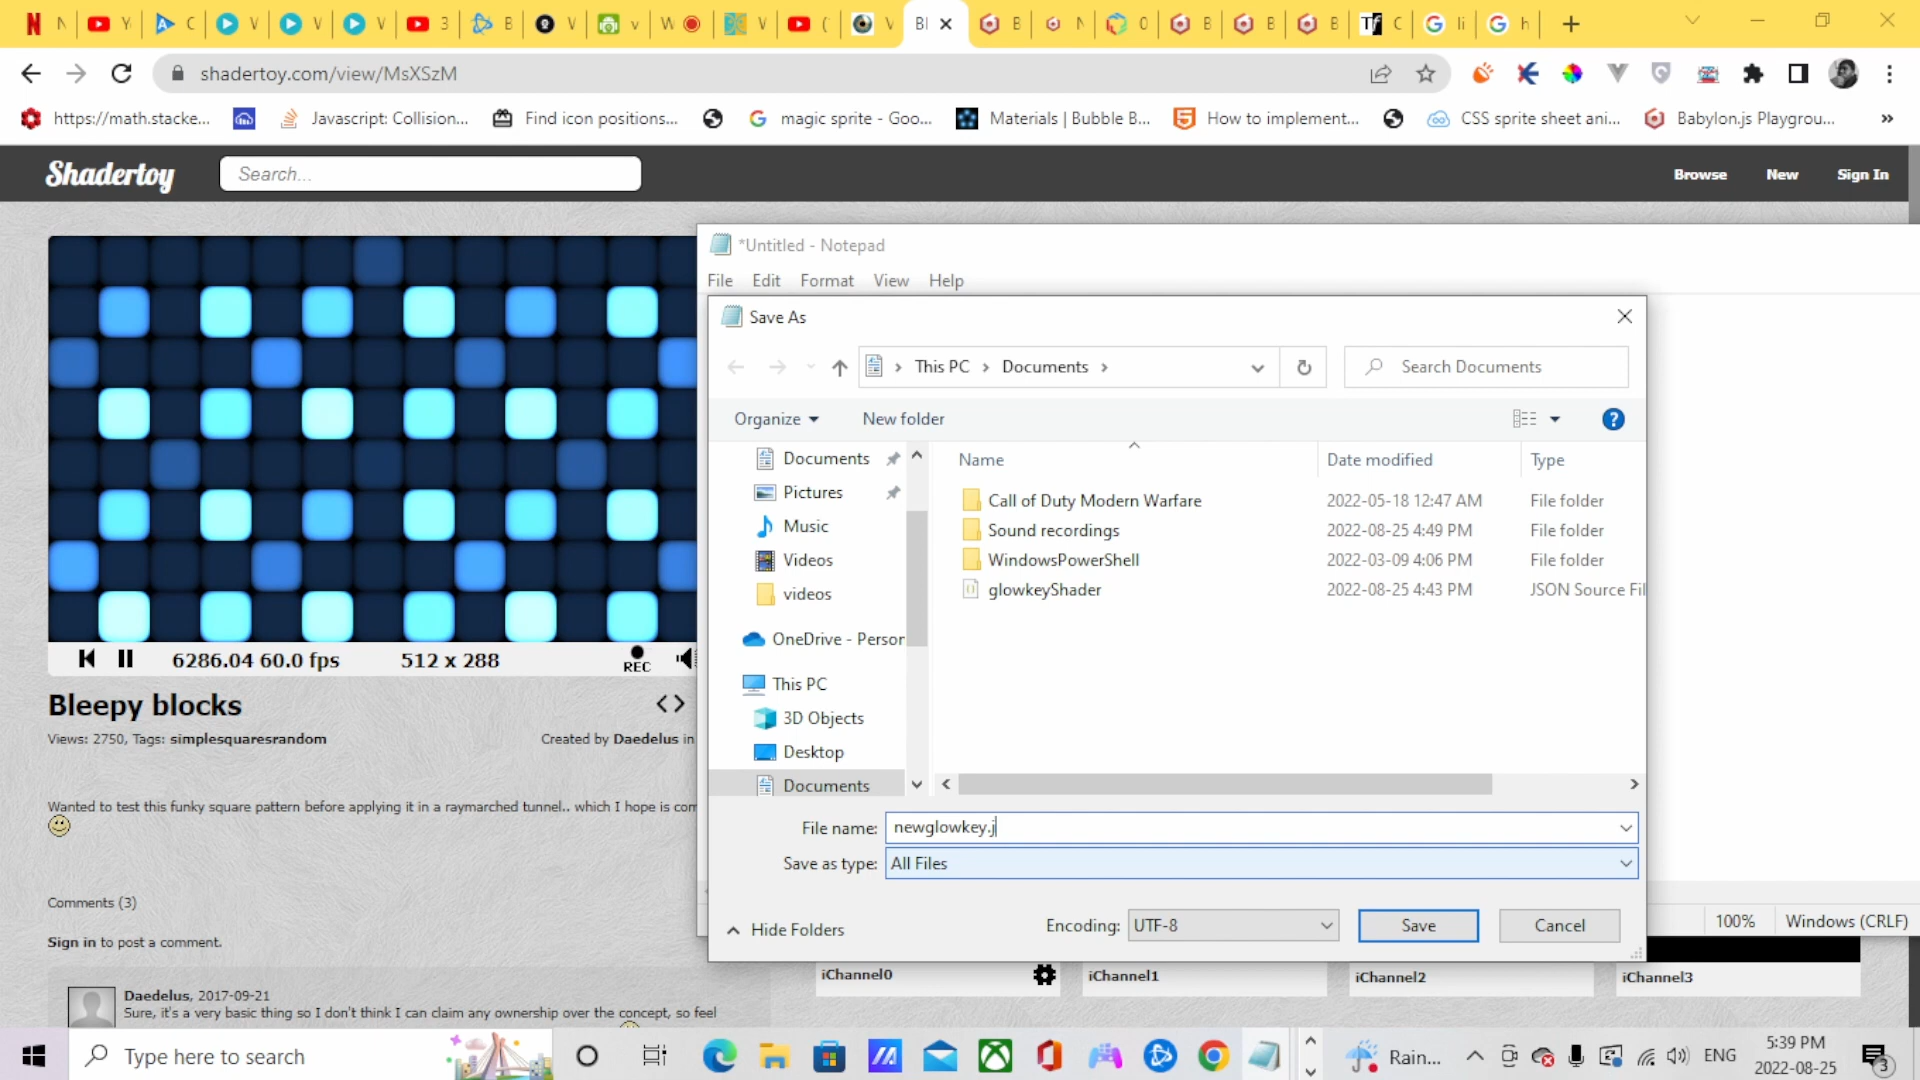 N
Y
C
V
V
V
3
B
V
v
W
V
(
V
Bl
B
N
0
B
B
B
C
li
h
shadertoy.com/view/MsXSzM
https://math.stacke...
Javascript: Collision...
Find icon positions...
magic sprite - Goo...
Materials | Bubble B...
How to implement...
CSS sprite sheet ani...
Babylon.js Playgrou...
»
Shadertoy
Search...
Browse
New
Sign In
*Untitled - Notepad
File Edit Format View Help
Save As
This PC › Documents ›
Search Documents
Organize
New folder
Name
Date modified
Type
Documents
Pictures
Music
Videos
videos
OneDrive - Person
This PC
3D Objects
Desktop
Documents
Call of Duty Modern Warfare 2022-05-18 12:47 AM File folder
Sound recordings 2022-08-25 4:49 PM File folder
WindowsPowerShell 2022-03-09 4:06 PM File folder
glowkeyShader 2022-08-25 4:43 PM JSON Source Fil
File name: newglowkey.j
Save as type: All Files
Hide Folders
Encoding: UTF-8
Save
Cancel
100%
Windows (CRLF)
6286.04 60.0 fps
512 x 288
REC
Bleepy blocks
Views: 2750, Tags: simplesquaresrandom
Created by Daedelus in
Wanted to test this funky square pattern before applying it in a raymarched tunnel.. which I hope is com
Comments (3)
Sign in to post a comment.
Daedelus, 2017-09-21
Sure, it's a very basic thing so I don't think I can claim any ownership over the concept, so feel
iChannel0
iChannel1
iChannel2
iChannel3
Type here to search
Rain...
ENG
5:39 PM
2022-08-25
3